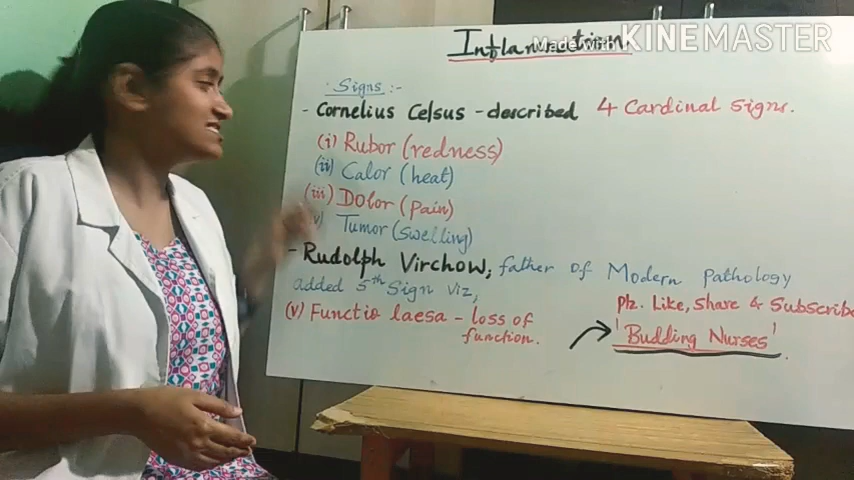 Inflammation
Made with KINEMASTER
Signs :-
- Cornelius Celsus - described 4 Cardinal Signs.
(i) Rubor (redness)
(ii) Calor (heat)
(iii) Dolor (Pain)
v) Tumor (swelling)
- Rudolph Virchow, father of Modern Pathology
added 5th Sign viz,
(v) Functio laesa - loss of
function.
Plz. Like, Share & Subscribe
'Budding Nurses'.